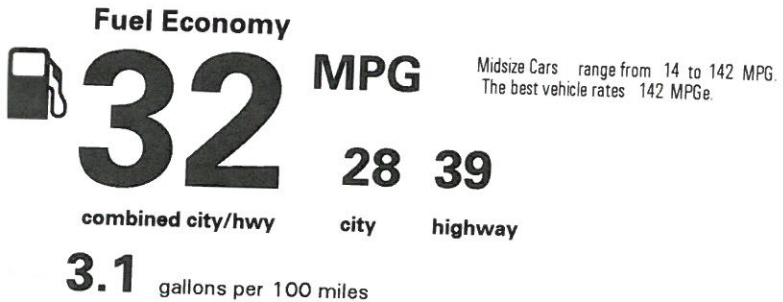 Fuel Economy
32 MPG
Midsize Cars range from 14 to 142 MPG.
The best vehicle rates 142 MPGe.
28 39
combined city/hwy city highway
3.1 gallons per 100 miles